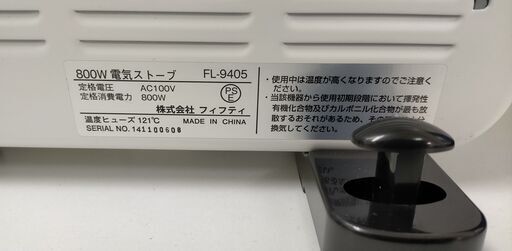 800W 電気ストーブ FL-9405
定格電圧 AC100V
定格消費電力 800W
PS
E
株式会社 フィフティ
温度ヒューズ 121℃ MADE IN CHINA
SERIAL NO. 141100608
・使用中は温度が高くなりますのでご注意
ください。
・当該機器から使用初期段階において揮発性
有機化合物及びカルボニル化合物が最も放
散するおそれがあるため、その
換気してください。